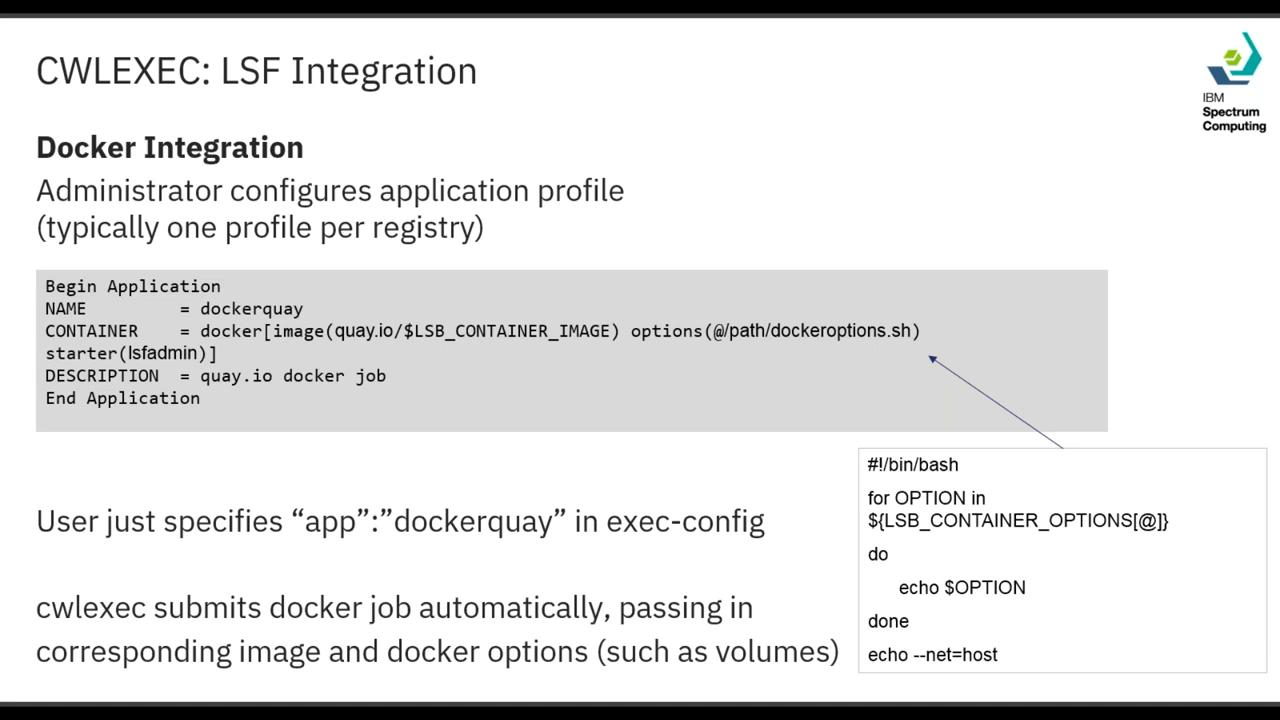 CWLEXEC: LSF Integration
IBM
Spectrum
Computing
Docker Integration
Administrator configures application profile
(typically one profile per registry)
Begin Application
NAME = dockerquay
CONTAINER = docker[image(quay.io/$LSB_CONTAINER_IMAGE) options(@/path/dockeroptions.sh)
starter(lsfadmin)]
DESCRIPTION = quay.io docker job
End Application
User just specifies “app”:”dockerquay” in exec-config
cwlexec submits docker job automatically, passing in
corresponding image and docker options (such as volumes)
#!/bin/bash
for OPTION in
${LSB_CONTAINER_OPTIONS[@]}
do
echo $OPTION
done
echo --net=host